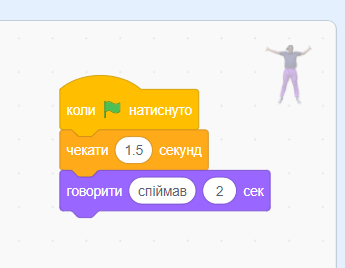 коли натиснуто
чекати 1.5 секунд
говорити спіймав 2 сек